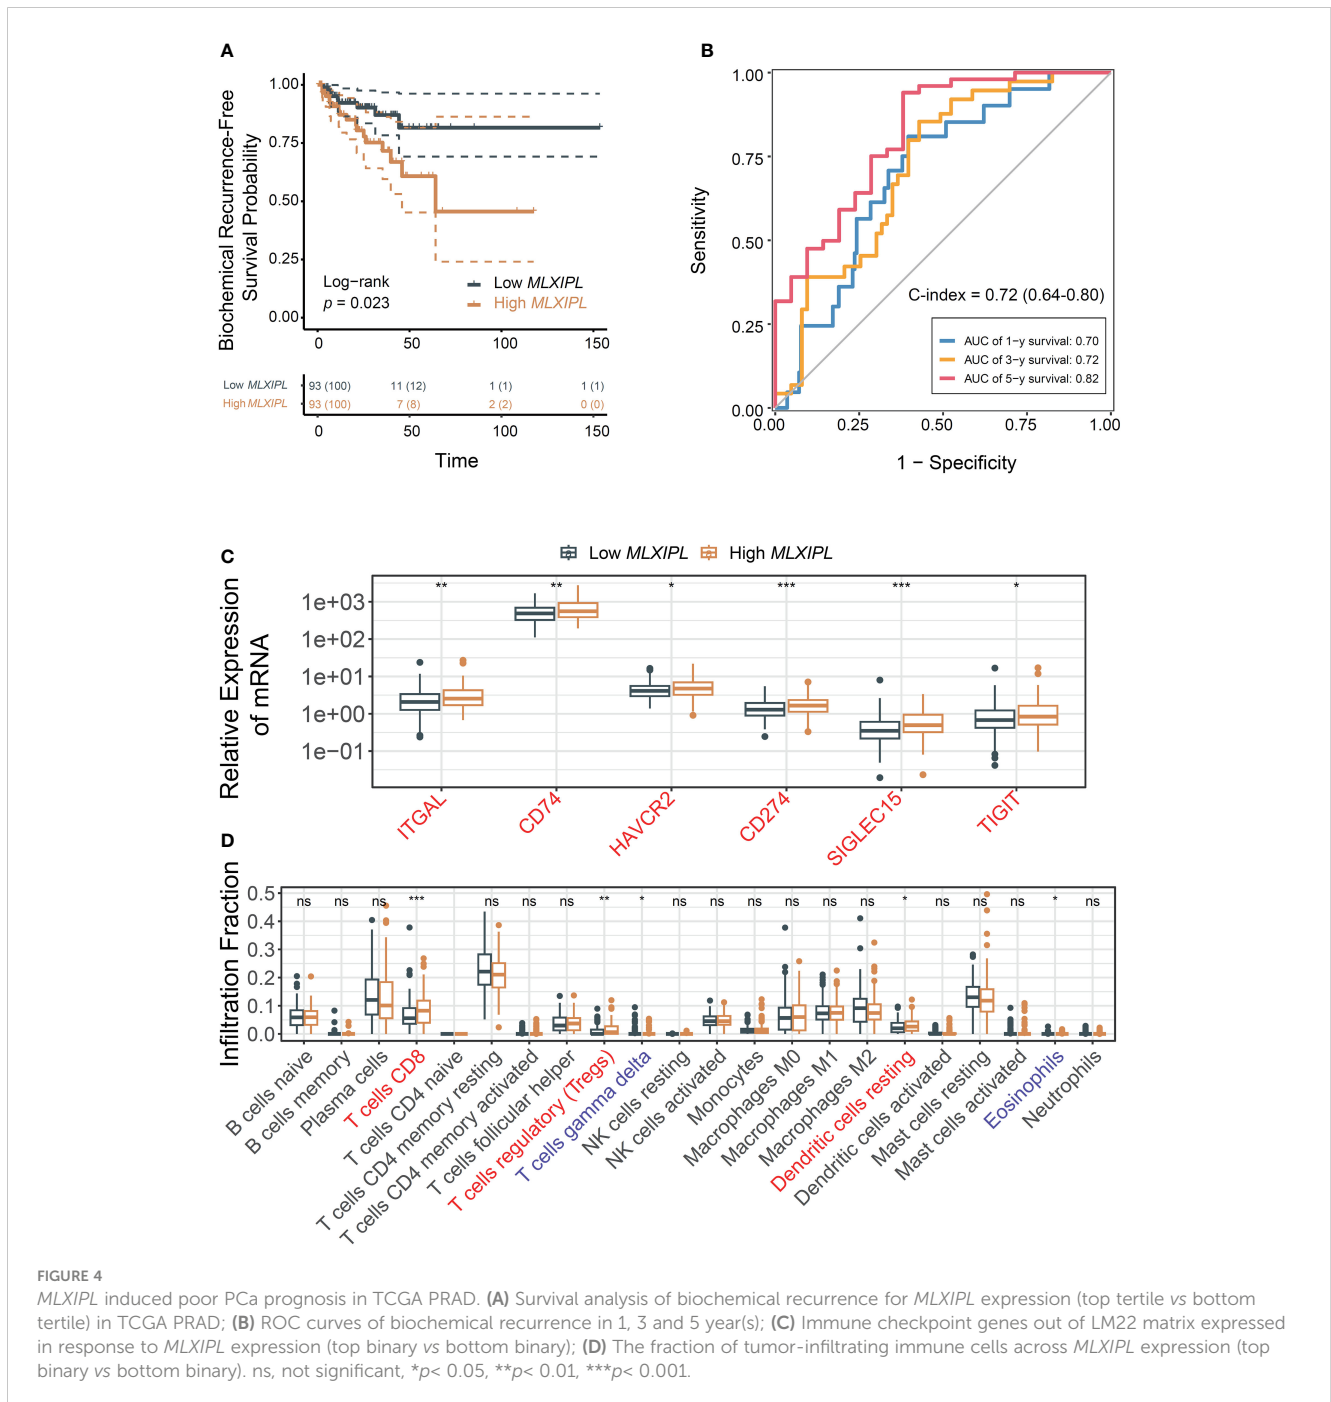 A
Biochemical Recurrence-Free
Survival Probability
1.00
0.75
0.50
0.25
0.00
Log-rank
p = 0.023
Low MLXIPL
High MLXIPL
0 50 100 150
Low MLXIPL 93 (100) 11 (12) 1 (1) 1 (1)
High MLXIPL 93 (100) 7 (8) 2 (2) 0 (0)
0 50 100 150
Time
B
Sensitivity
1.00
0.75
0.50
0.25
0.00
C-index = 0.72 (0.64-0.80)
AUC of 1-y survival: 0.70
AUC of 3-y survival: 0.72
AUC of 5-y survival: 0.82
0.00 0.25 0.50 0.75 1.00
1 − Specificity
C
Low MLXIPL High MLXIPL
Relative Expression
of mRNA
1e+03
1e+02
1e+01
1e+00
1e−01
** ** * *** *** *
ITGAL
CD74
HAVCR2
CD274
SIGLEC15
TIGIT
D
Infiltration Fraction
0.5
0.4
0.3
0.2
0.1
0.0
ns ns ns *** ns ns ns ** * ns ns ns ns ns ns * ns ns ns * ns
B cells naive
B cells memory
Plasma cells
T cells CD8
T cells CD4 naive
T cells CD4 memory resting
T cells CD4 memory activated
T cells follicular helper
T cells regulatory (Tregs)
T cells gamma delta
NK cells resting
NK cells activated
Monocytes
Macrophages M0
Macrophages M1
Macrophages M2
Dendritic cells resting
Dendritic cells activated
Mast cells resting
Mast cells activated
Eosinophils
Neutrophils
FIGURE 4
MLXIPL induced poor PCa prognosis in TCGA PRAD. (A) Survival analysis of biochemical recurrence for MLXIPL expression (top tertile vs bottom
tertile) in TCGA PRAD; (B) ROC curves of biochemical recurrence in 1, 3 and 5 year(s); (C) Immune checkpoint genes out of LM22 matrix expressed
in response to MLXIPL expression (top binary vs bottom binary); (D) The fraction of tumor-infiltrating immune cells across MLXIPL expression (top
binary vs bottom binary). ns, not significant, *p< 0.05, **p< 0.01, ***p< 0.001.